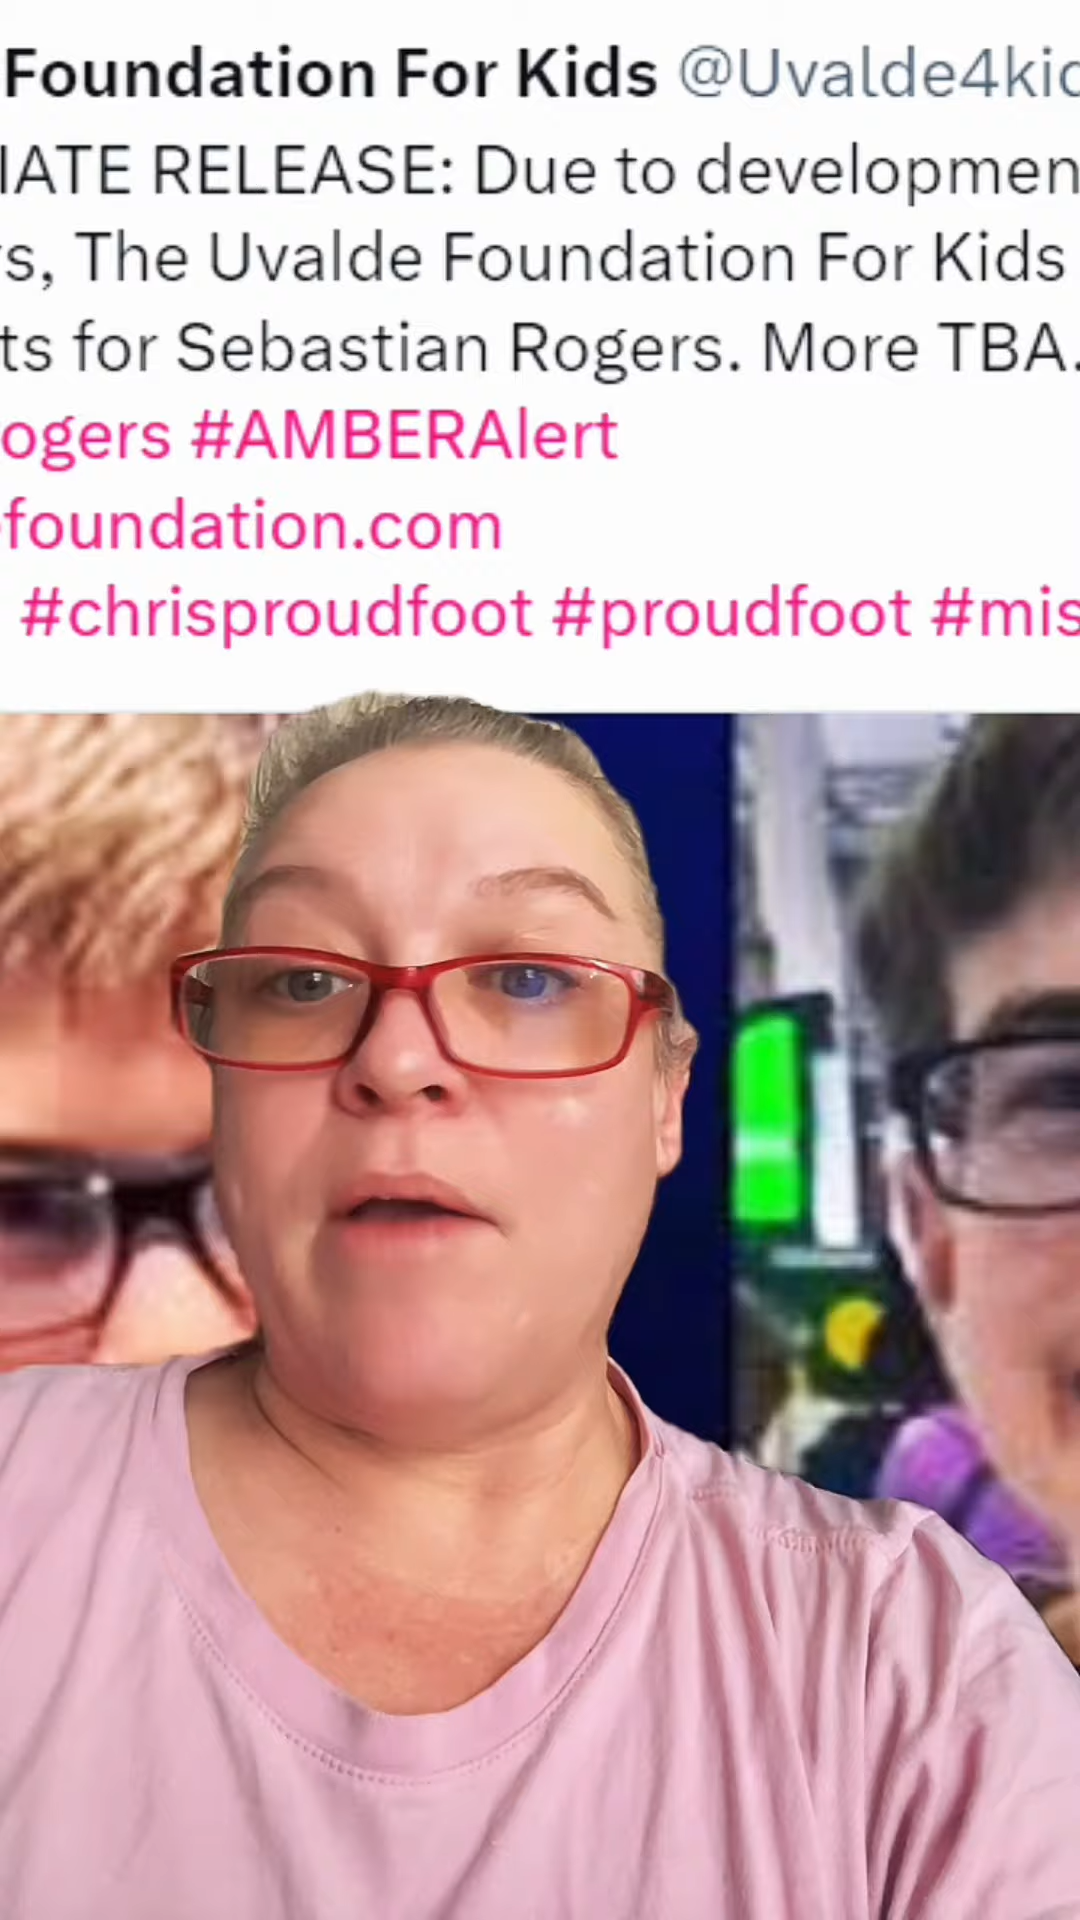 Foundation For Kids @Uvalde4kid
IATE RELEASE: Due to developmen
rs, The Uvalde Foundation For Kids
ts for Sebastian Rogers. More TBA.
ogers #AMBERAlert
foundation.com
#chrisproudfoot #proudfoot #mis